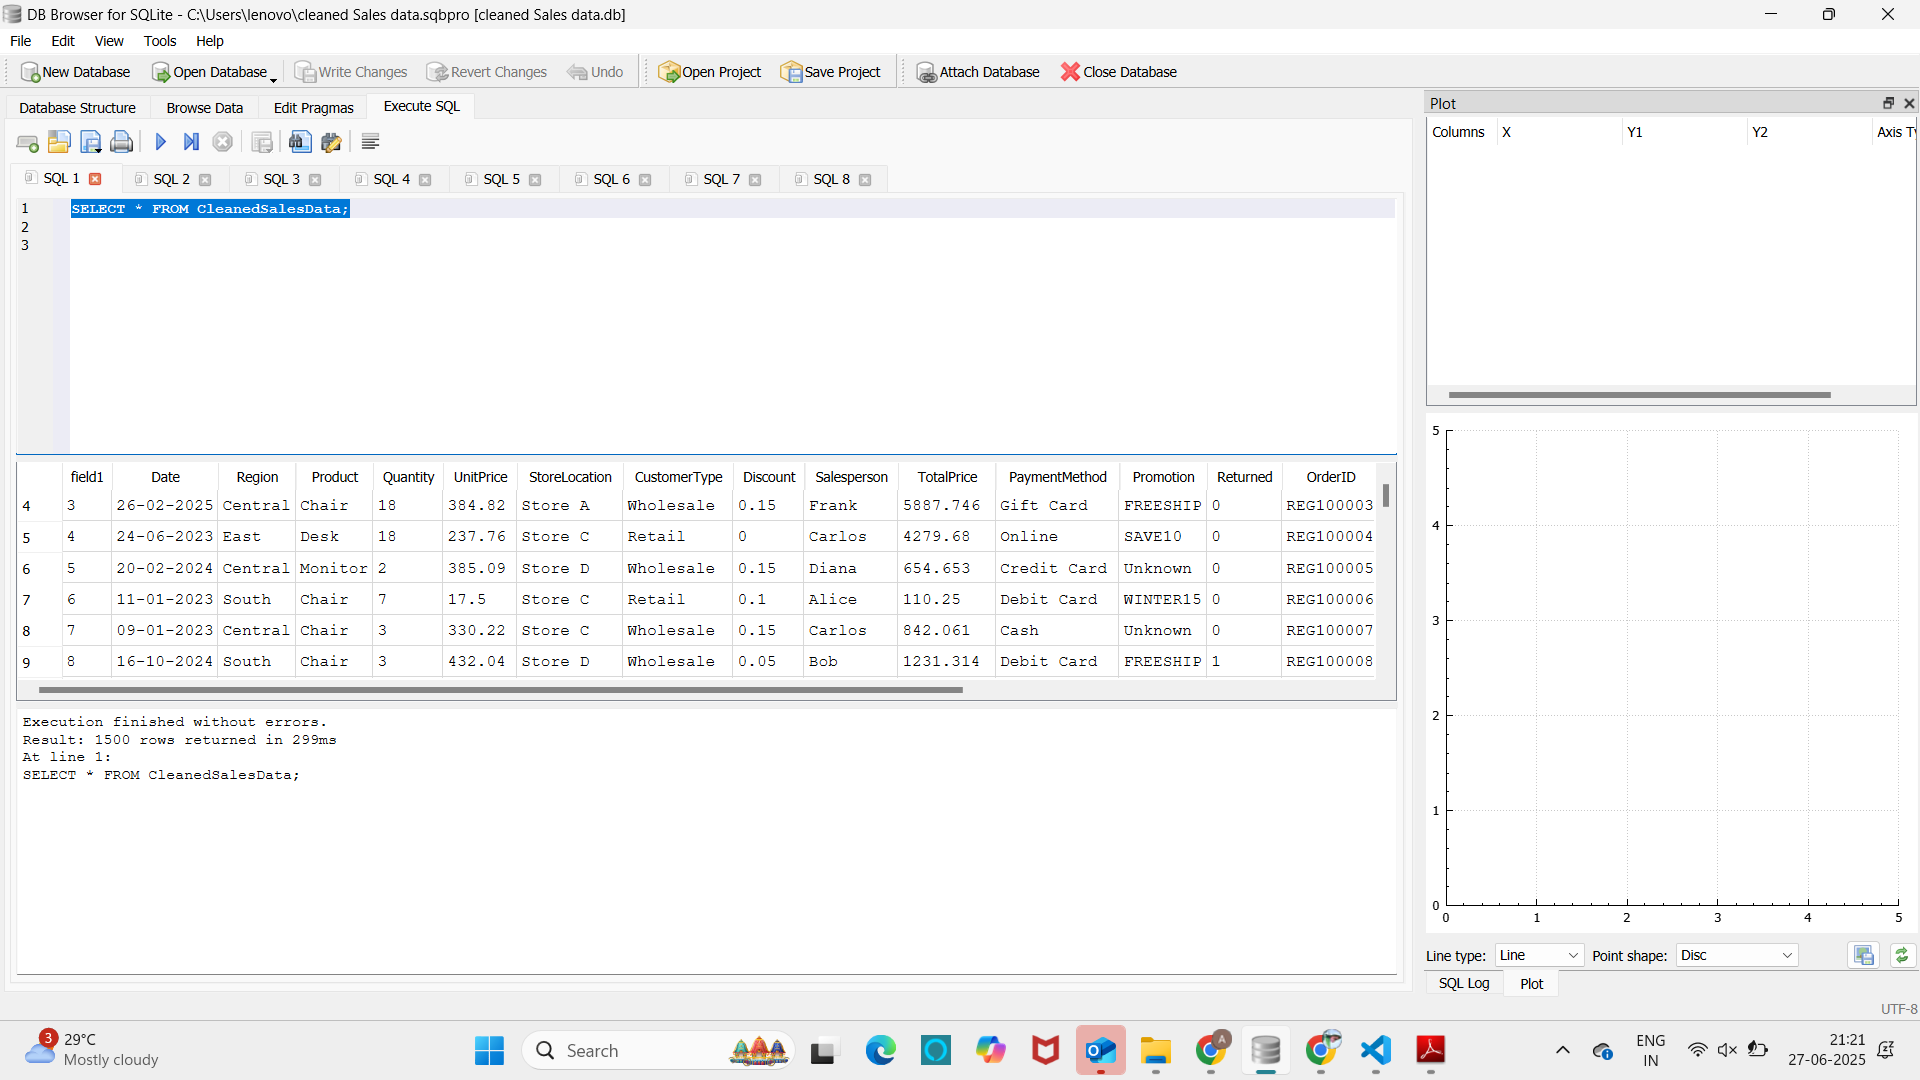 DB Browser for SQLite - C:\Users\lenovo\cleaned Sales data.sqbpro [cleaned Sales data.db]
File Edit View Tools Help
New Database Open Database Write Changes Revert Changes Undo Open Project Save Project Attach Database Close Database
Database Structure Browse Data Edit Pragmas Execute SQL
SQL 1 SQL 2 SQL 3 SQL 4 SQL 5 SQL 6 SQL 7 SQL 8
1 SELECT * FROM CleanedSalesData;
2
3
field1 Date Region Product Quantity UnitPrice StoreLocation CustomerType Discount Salesperson TotalPrice PaymentMethod Promotion Returned OrderID
4 3 26-02-2025 Central Chair 18 384.82 Store A Wholesale 0.15 Frank 5887.746 Gift Card FREESHIP 0 REG100003
5 4 24-06-2023 East Desk 18 237.76 Store C Retail 0 Carlos 4279.68 Online SAVE10 0 REG100004
6 5 20-02-2024 Central Monitor 2 385.09 Store D Wholesale 0.15 Diana 654.653 Credit Card Unknown 0 REG100005
7 6 11-01-2023 South Chair 7 17.5 Store C Retail 0.1 Alice 110.25 Debit Card WINTER15 0 REG100006
8 7 09-01-2023 Central Chair 3 330.22 Store C Wholesale 0.15 Carlos 842.061 Cash Unknown 0 REG100007
9 8 16-10-2024 South Chair 3 432.04 Store D Wholesale 0.05 Bob 1231.314 Debit Card FREESHIP 1 REG100008
Execution finished without errors.
Result: 1500 rows returned in 299ms
At line 1:
SELECT * FROM CleanedSalesData;
Plot
Columns X Y1 Y2 Axis T
5
4
3
2
1
0
0 1 2 3 4 5
Line type: Line Point shape: Disc
SQL Log Plot
UTF-8
3
29°C
Mostly cloudy
Search
A
ENG
IN
21:21
27-06-2025